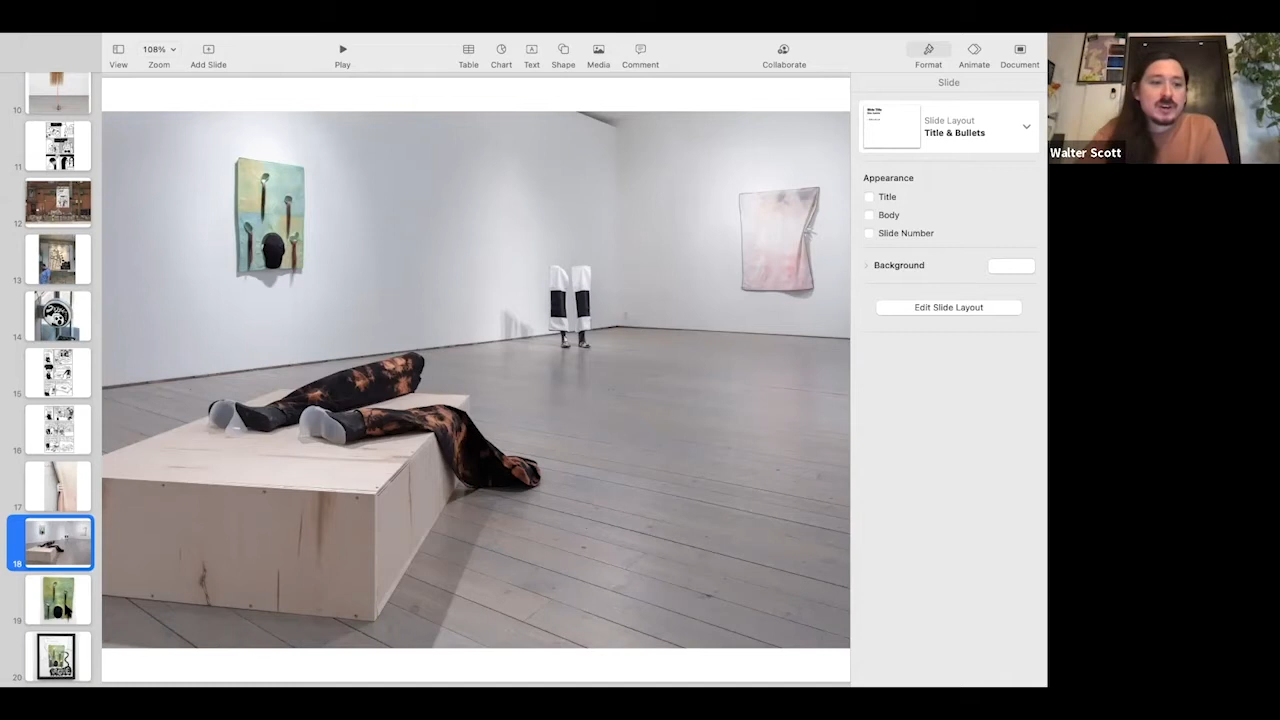 108%
View
Zoom
Add Slide
Play
Table
Chart
Text
Shape
Media
Comment
Collaborate
Format
Animate
Document
10
11
12
13
14
15
16
17
18
19
20
Slide
Slide Title
Slide Layout
Title & Bullets
Appearance
Title
Body
Slide Number
Background
Edit Slide Layout
Walter Scott